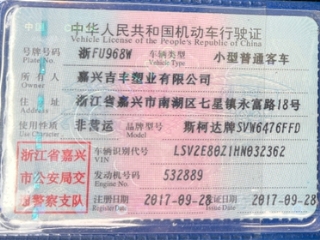 中华人民共和国机动车行驶证
Vehicle License of the People's Republic of China
号牌号码 浙FU968W 车辆类型 小型普通客车
Plate No. Vehicle Type
所有人 嘉兴吉丰塑业有限公司
Owner
住址 浙江省嘉兴市南湖区七星镇永富路18号
Address
使用性质 非营运 品牌型号 斯柯达牌SVW6476FFD
Use Character Model
浙江省嘉兴市公安局交警察支队
车辆识别代号 LSV2E80Z1HN032362
VIN
发动机号码 532889
Engine No.
注册日期 2017-09-28 发证日期 2017-09-28
Register Date Issue Date